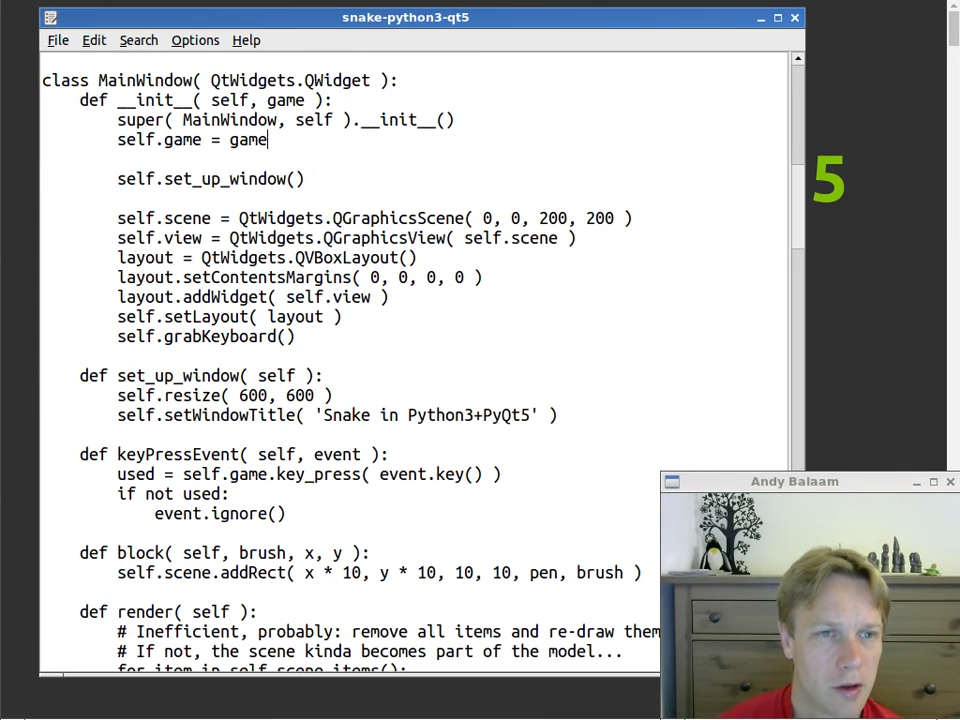 snake-python3-qt5
File Edit Search Options Help
class MainWindow( QtWidgets.QWidget ):
def __init__( self, game ):
super( MainWindow, self ).__init__()
self.game = game
self.set_up_window()
5
self.scene = QtWidgets.QGraphicsScene( 0, 0, 200, 200 )
self.view = QtWidgets.QGraphicsView( self.scene )
layout = QtWidgets.QVBoxLayout()
layout.setContentsMargins( 0, 0, 0, 0 )
layout.addWidget( self.view )
self.setLayout( layout )
self.grabKeyboard()
def set_up_window( self ):
self.resize( 600, 600 )
self.setWindowTitle( 'Snake in Python3+PyQt5' )
def keyPressEvent( self, event ):
used = self.game.key_press( event.key() )
if not used:
event.ignore()
Andy Balaam
def block( self, brush, x, y ):
self.scene.addRect( x * 10, y * 10, 10, 10, pen, brush )
def render( self ):
# Inefficient, probably: remove all items and re-draw them
# If not, the scene kinda becomes part of the model...
for item in self.scene.items():